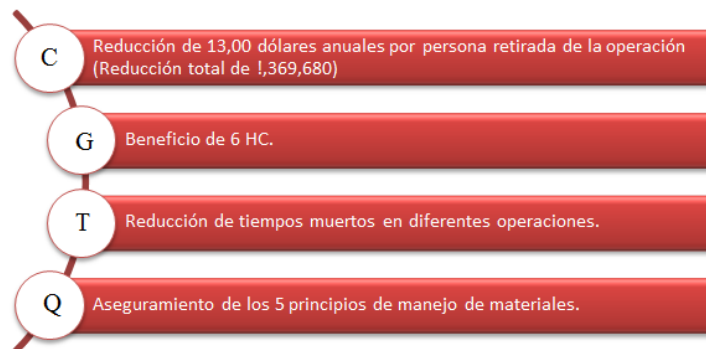 C
Reducción de 13,00 dólares anuales por persona retirada de la operación
(Reducción total de !,369,680)
G
Beneficio de 6 HC.
T
Reducción de tiempos muertos en diferentes operaciones.
Q
Aseguramiento de los 5 principios de manejo de materiales.